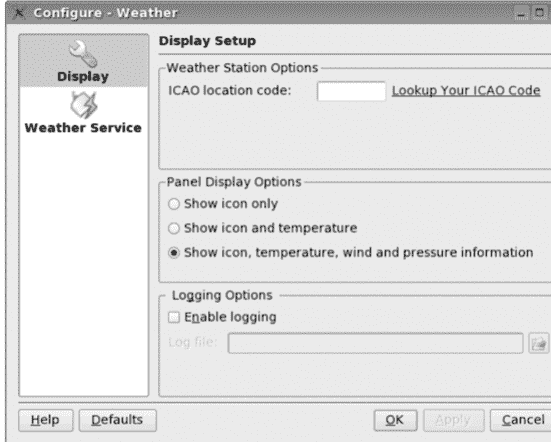 Configure - Weather
Display
Weather Service
Display Setup
Weather Station Options
ICAO location code:
Lookup Your ICAO Code
Panel Display Options
Show icon only
Show icon and temperature
Show icon, temperature, wind and pressure information
Logging Options
Enable logging
Log file:
Help
Defaults
OK
Apply
Cancel